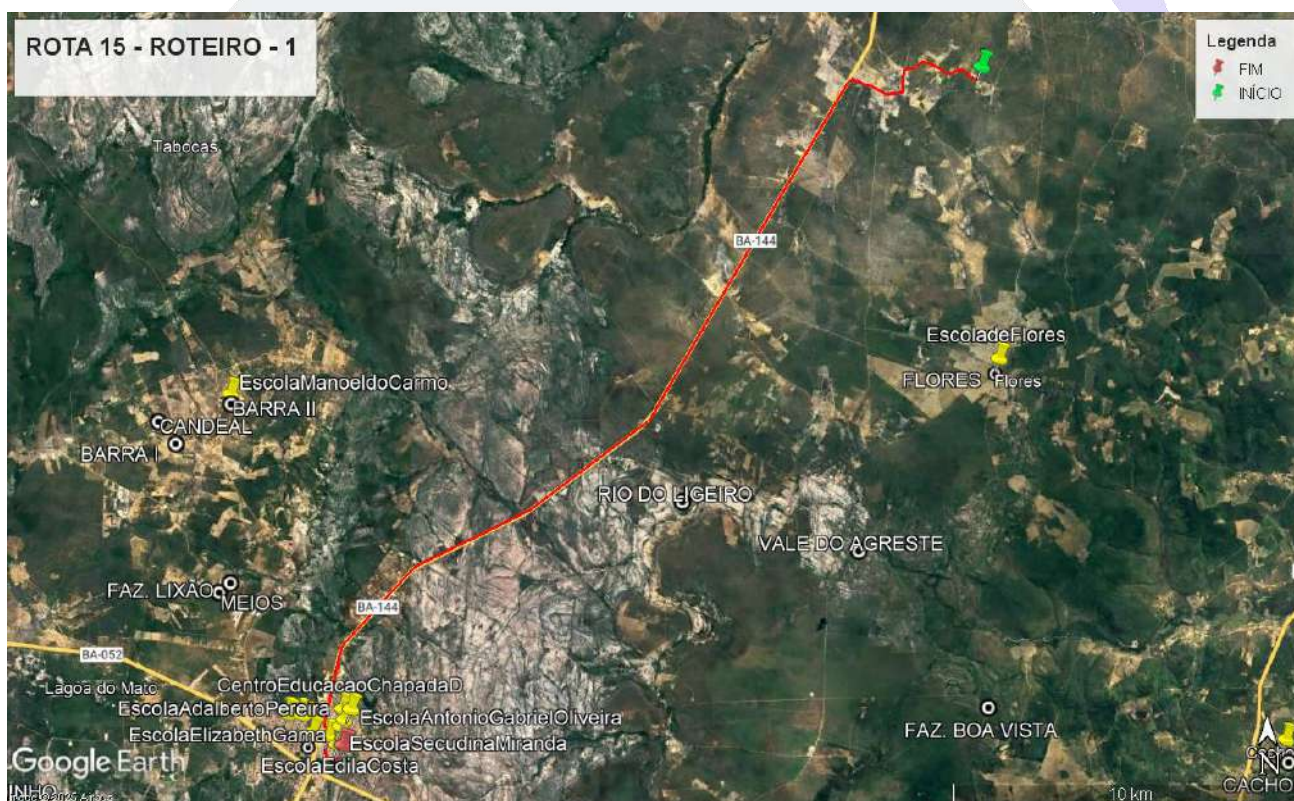 ROTA 15 - ROTEIRO - 1
Legenda
FIM
INÍCIO
Tabocas
BA-144
EscoladeFlores
FLORES
Flores
EscolaManoeldoCarmo
BARRA II
CANDEAL
BARRA I
RIO DO LIGEIRO
VALE DO AGRESTE
FAZ. LIXÃO
MEIOS
BA-144
BA-052
Lagoa do Mato
CentroEducacaoChapadaD
EscolaAdalbertoPereira
EscolaAntonioGabrielOliveira
EscolaElizabethGama
EscolaSecudinaMiranda
EscolaEdilaCosta
FAZ. BOA VISTA
Google Earth
N
CACHO
10 km
INHO